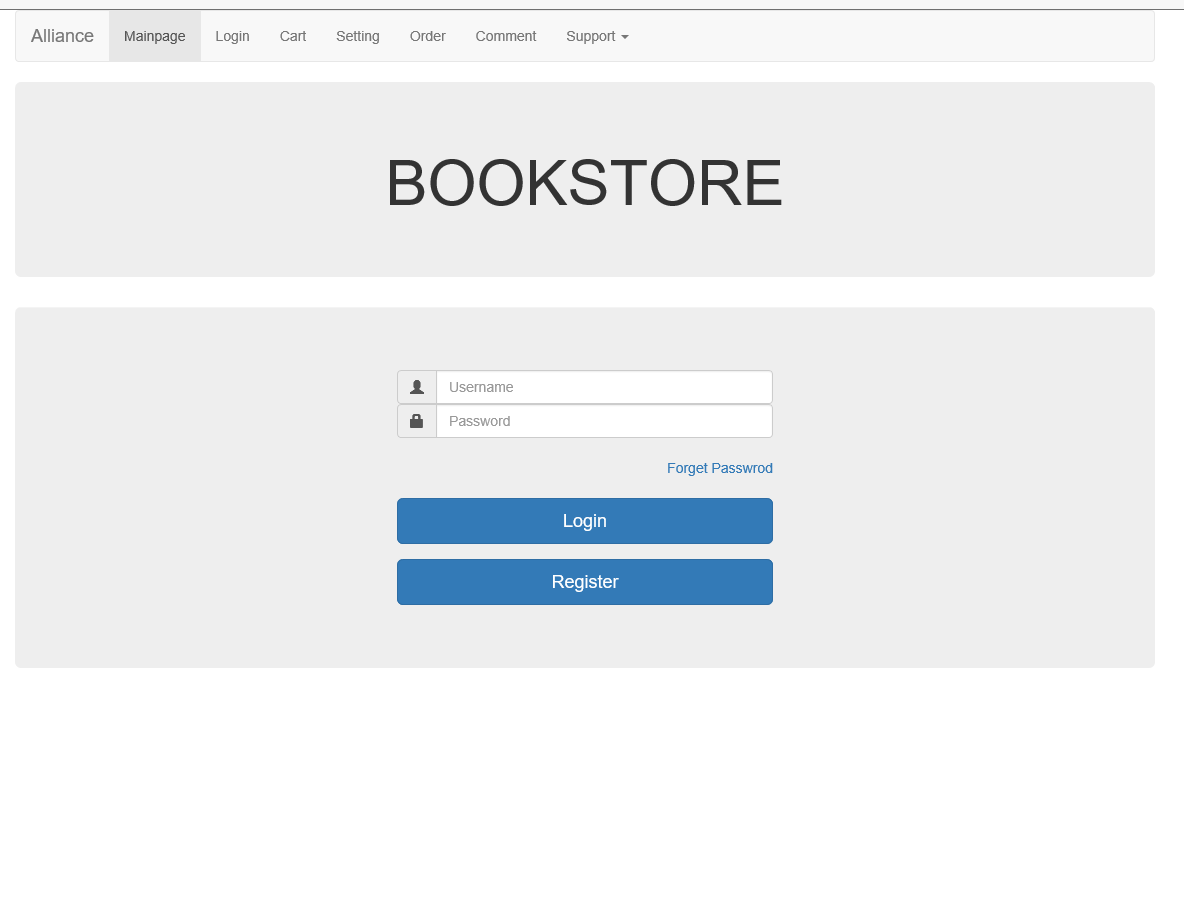 Alliance Mainpage Login Cart Setting Order Comment Support
BOOKSTORE
Username
Password
Forget Passwrod
Login
Register